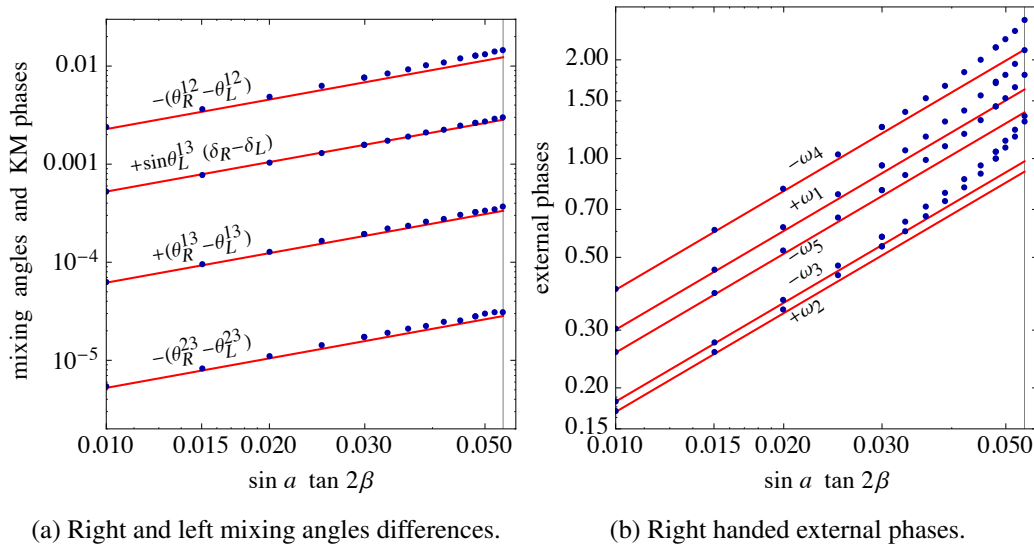 mixing angles and KM phases
0.01
0.001
10⁻⁴
10⁻⁵
−(θ_R^12−θ_L^12)
+sinθ_L^13 (δ_R−δ_L)
+(θ_R^13−θ_L^13)
−(θ_R^23−θ_L^23)
0.010 0.015 0.020 0.030 0.050
sin a tan 2β
(a) Right and left mixing angles differences.
external phases
2.00
1.50
1.00
0.70
0.50
0.30
0.20
0.15
−ω4
+ω1
−ω5
−ω3
+ω2
0.010 0.015 0.020 0.030 0.050
sin a tan 2β
(b) Right handed external phases.